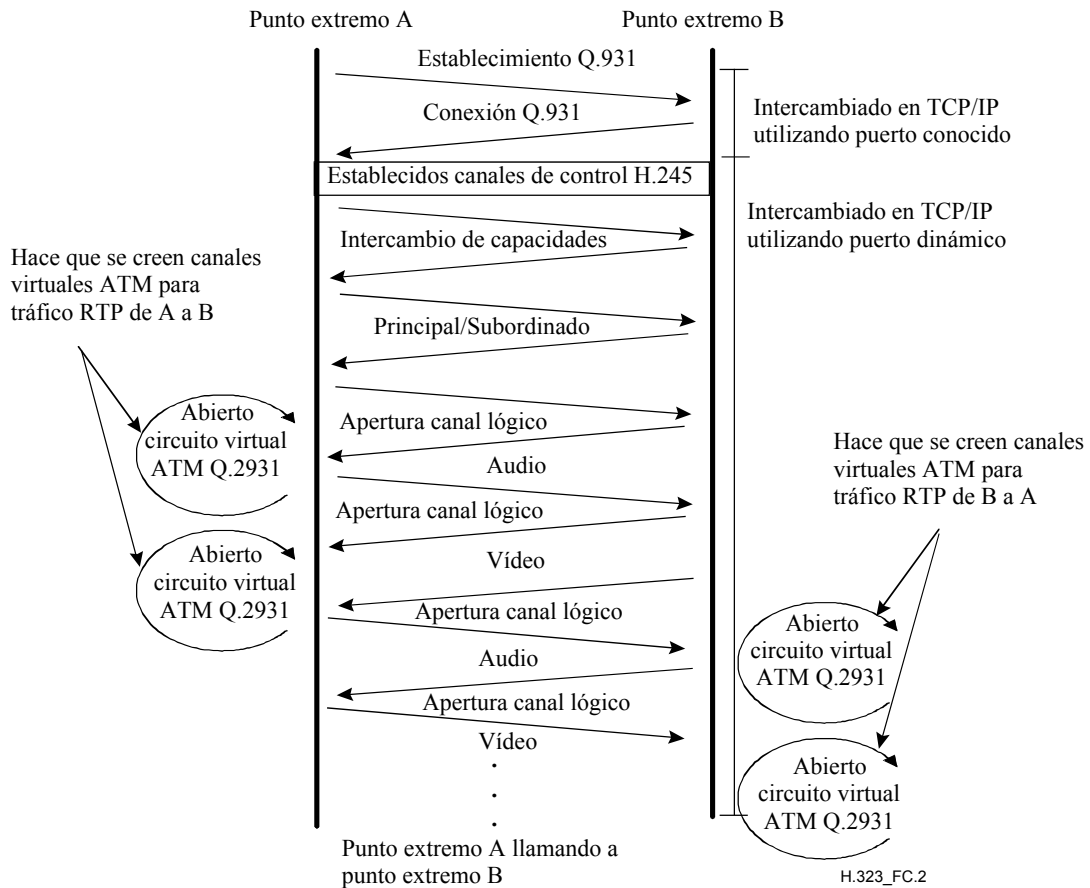 Punto extremo A
Punto extremo B
Establecimiento Q.931
Conexión Q.931
Intercambiado en TCP/IP
utilizando puerto conocido
Establecidos canales de control H.245
Intercambiado en TCP/IP
utilizando puerto dinámico
Intercambio de capacidades
Hace que se creen canales
virtuales ATM para
tráfico RTP de A a B
Principal/Subordinado
Abierto
circuito virtual
ATM Q.2931
Apertura canal lógico
Audio
Hace que se creen canales
virtuales ATM para
tráfico RTP de B a A
Apertura canal lógico
Abierto
circuito virtual
ATM Q.2931
Vídeo
Apertura canal lógico
Abierto
circuito virtual
ATM Q.2931
Audio
Apertura canal lógico
Vídeo
Abierto
circuito virtual
ATM Q.2931
.
.
.
Punto extremo A llamando a
punto extremo B
H.323_FC.2